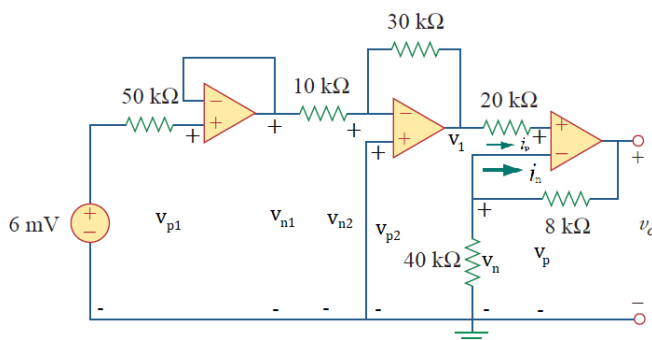 30 kΩ
50 kΩ
10 kΩ
20 kΩ
−
+
+
+
+
−
+
+
v1
+
ip
in
+
−
+
+
6 mV
+
−
vp1
vn1
vn2
vp2
8 kΩ
vo
40 kΩ
vn
vp
-
-
-
-
-
-
−